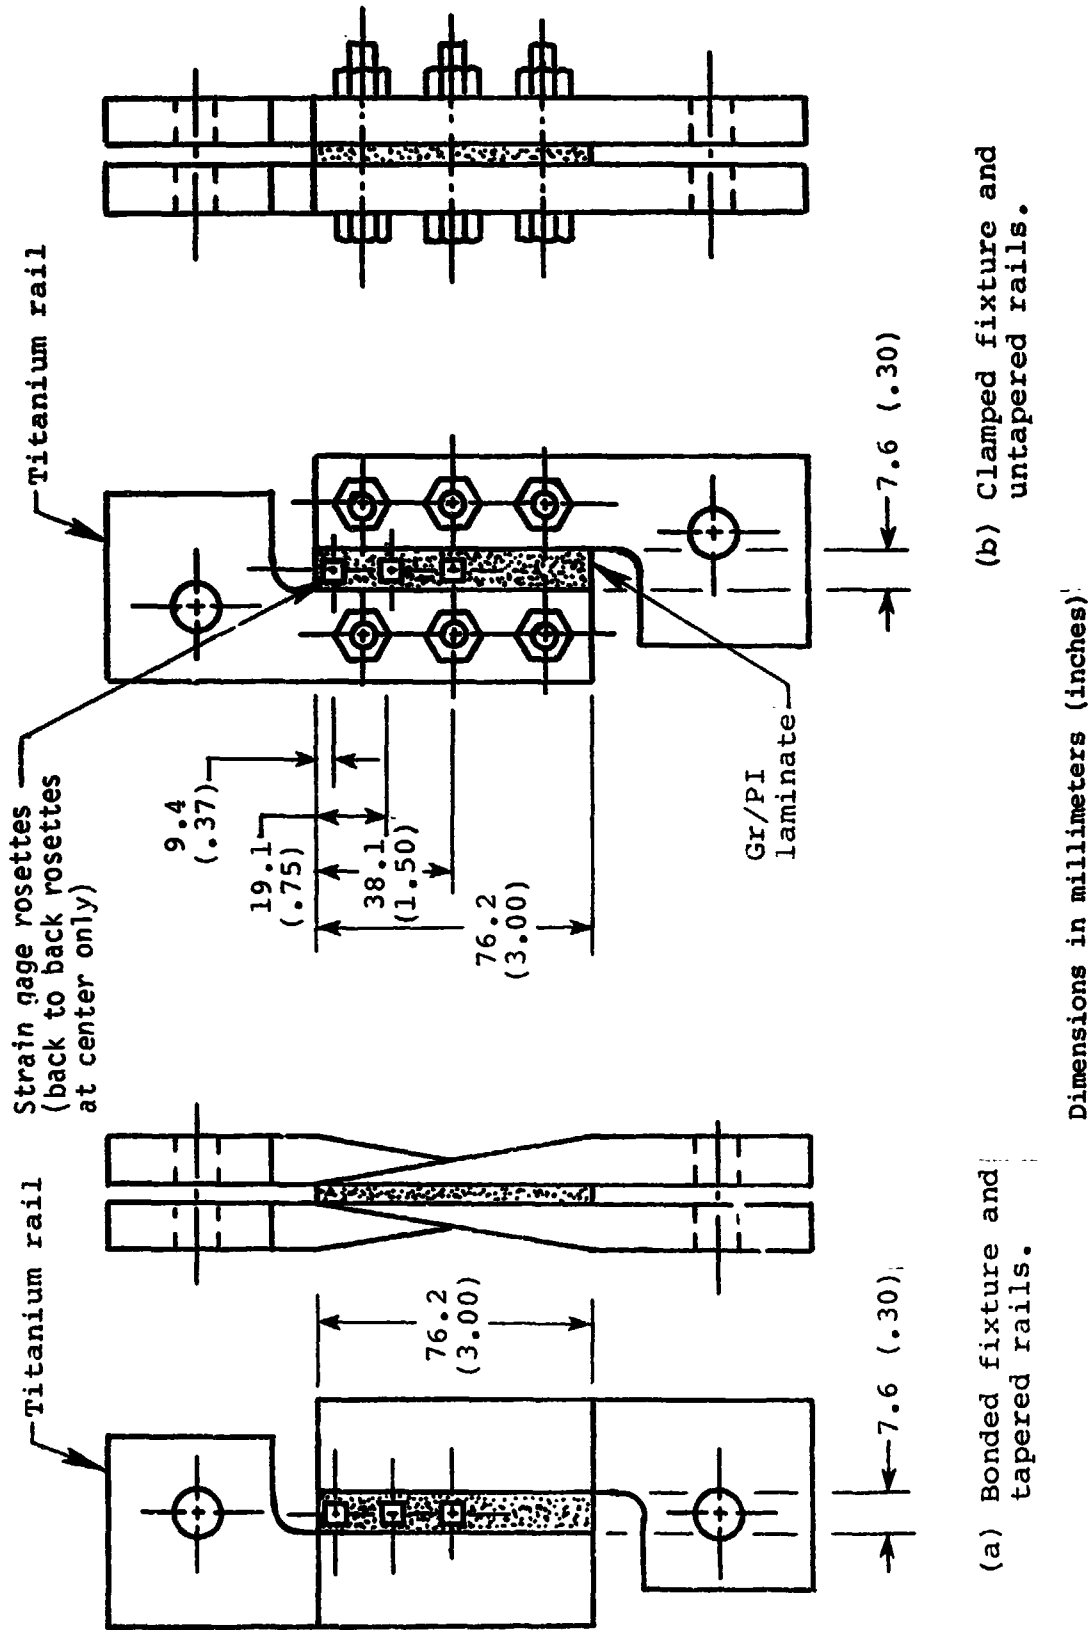 Titanium rail
76.2
(3.00)
7.6 (.30)
(a) Bonded fixture and
tapered rails.
Strain gage rosettes
(back to back rosettes
at center only)
Titanium rail
9.4
(.37)
19.1
(.75)
38.1
(1.50)
76.2
(3.00)
Gr/PI
laminate
7.6 (.30)
(b) Clamped fixture and
untapered rails.
Dimensions in millimeters (inches)